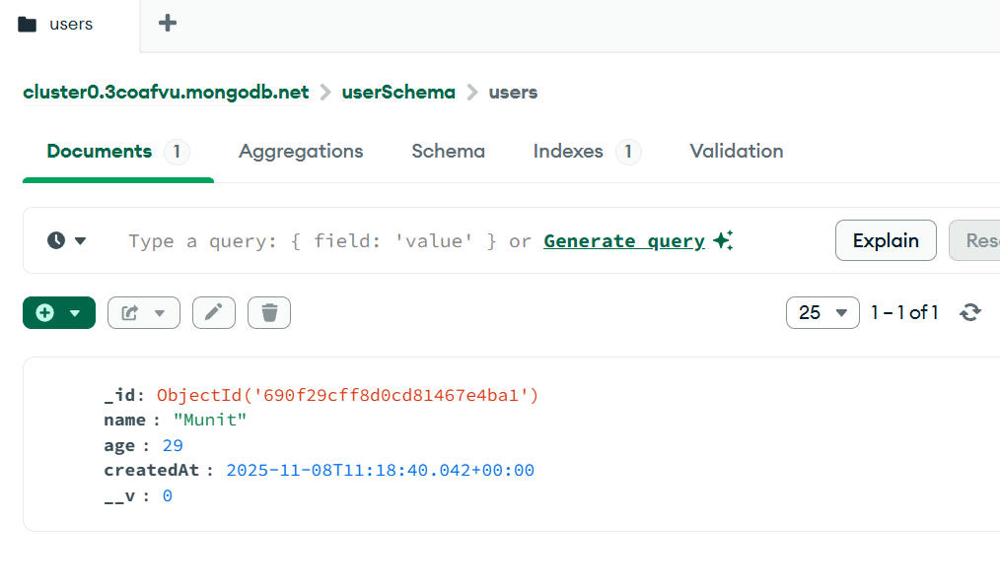 users
cluster0.3coafvu.mongodb.net > userSchema > users
Documents 1 Aggregations Schema Indexes 1 Validation
Type a query: { field: 'value' } or Generate query Explain Res
25 1 – 1 of 1
_id: ObjectId('690f29cff8d0cd81467e4ba1')
name : "Munit"
age : 29
createdAt : 2025-11-08T11:18:40.042+00:00
__v : 0